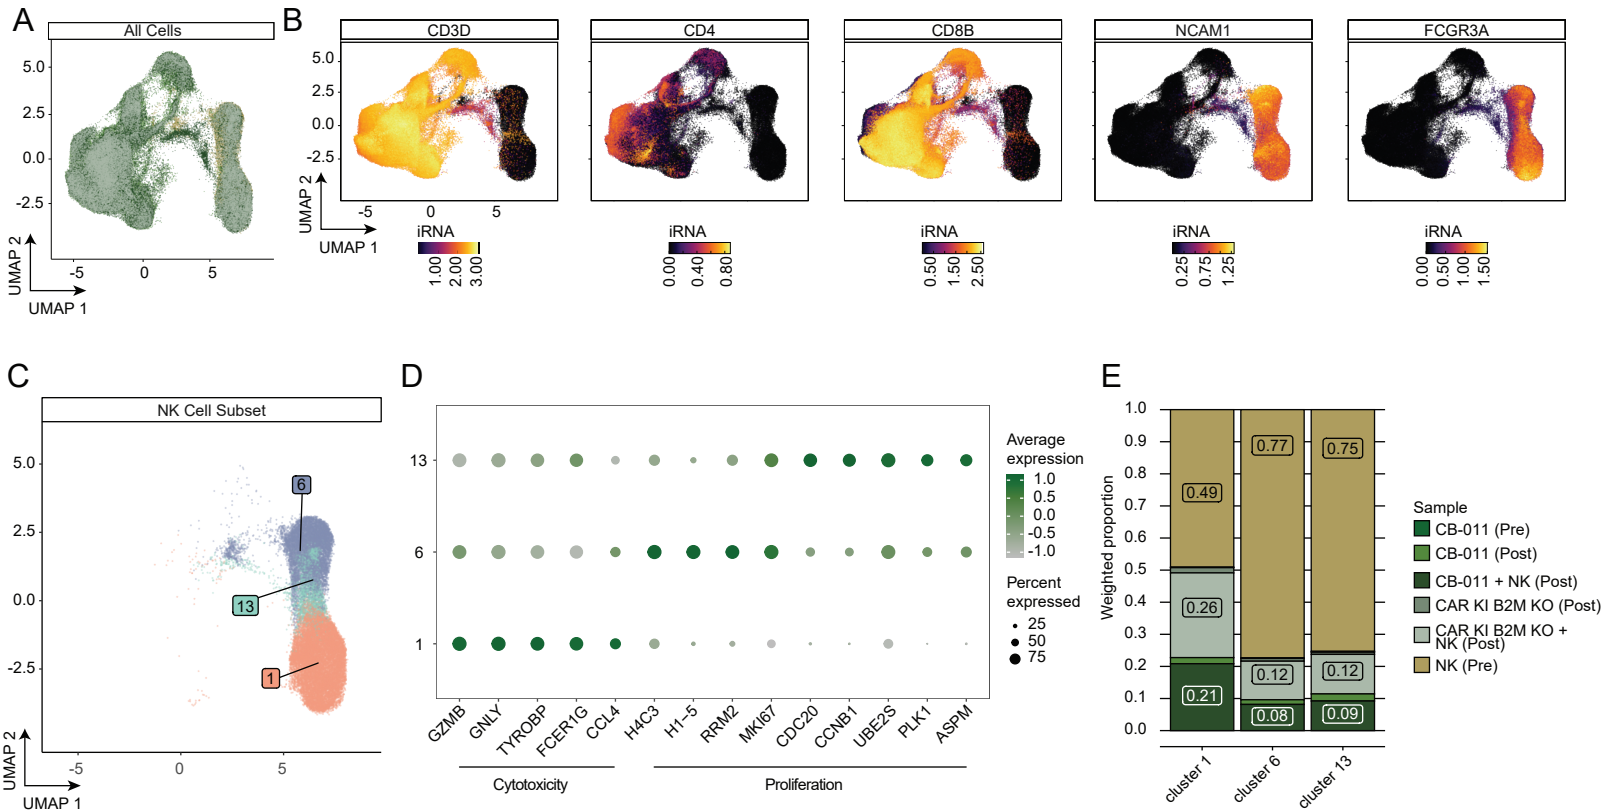 A
All Cells
5.0
2.5
0.0
-2.5
-5
0
5
UMAP 2
UMAP 1
B
CD3D
CD4
CD8B
NCAM1
FCGR3A
5.0
2.5
0.0
-2.5
-5
0
5
UMAP 2
UMAP 1
iRNA
1.00
2.00
3.00
iRNA
0.00
0.40
0.80
iRNA
0.50
1.50
2.50
iRNA
0.25
0.75
1.25
iRNA
0.00
0.50
1.00
1.50
C
NK Cell Subset
5.0
2.5
0.0
-2.5
-5
0
5
6
13
1
UMAP 2
UMAP 1
D
13
6
1
GZMB
GNLY
TYROBP
FCER1G
CCL4
H4C3
H1-5
RRM2
MKI67
CDC20
CCNB1
UBE2S
PLK1
ASPM
Cytotoxicity
Proliferation
Average
expression
1.0
0.5
0.0
-0.5
-1.0
Percent
expressed
25
50
75
E
Weighted proportion
1.0
0.9
0.8
0.7
0.6
0.5
0.4
0.3
0.2
0.1
0.0
0.49
0.26
0.21
0.77
0.12
0.08
0.75
0.12
0.09
cluster 1
cluster 6
cluster 13
Sample
CB-011 (Pre)
CB-011 (Post)
CB-011 + NK (Post)
CAR KI B2M KO (Post)
CAR KI B2M KO +
NK (Post)
NK (Pre)